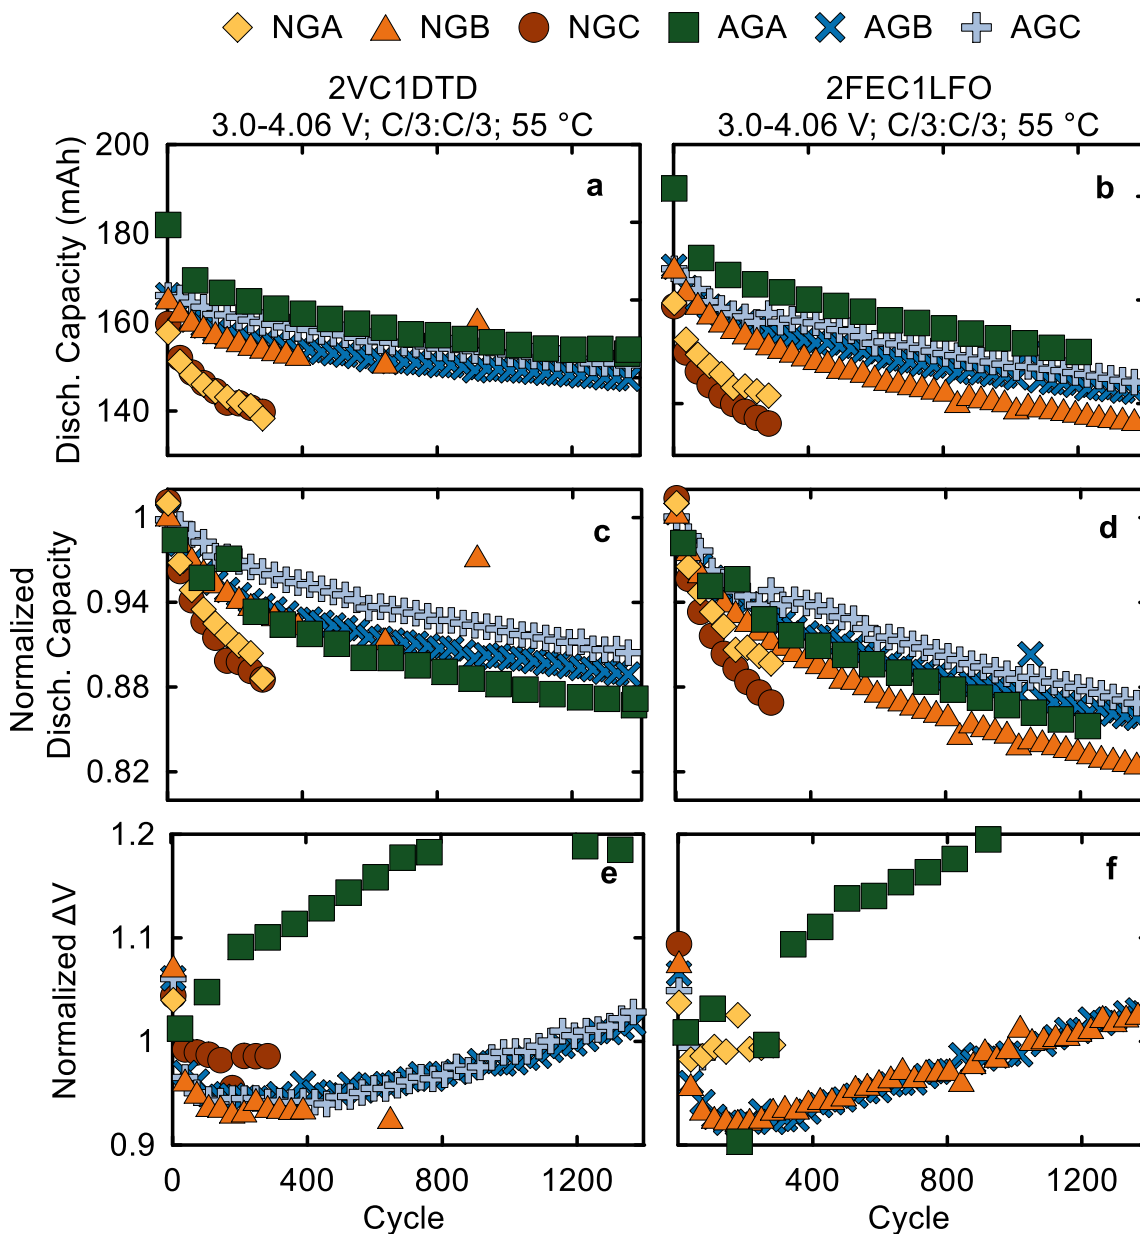 NGA NGB NGC AGA AGB AGC
2VC1DTD 2FEC1LFO
3.0-4.06 V; C/3:C/3; 55 °C 3.0-4.06 V; C/3:C/3; 55 °C
Disch. Capacity (mAh)
200
180
160
140
a
b
Normalized
Disch. Capacity
1
0.94
0.88
0.82
c
d
Normalized ΔV
1.2
1.1
1
0.9
e
f
0 400 800 1200 400 800 1200
Cycle Cycle